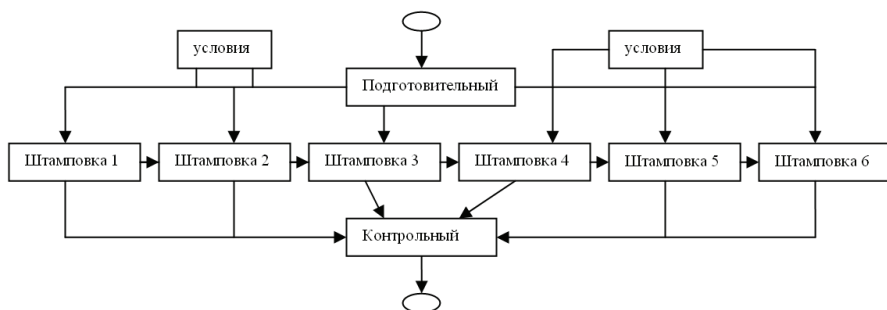 условия
условия
Подготовительный
Штамповка 1
Штамповка 2
Штамповка 3
Штамповка 4
Штамповка 5
Штамповка 6
Контрольный